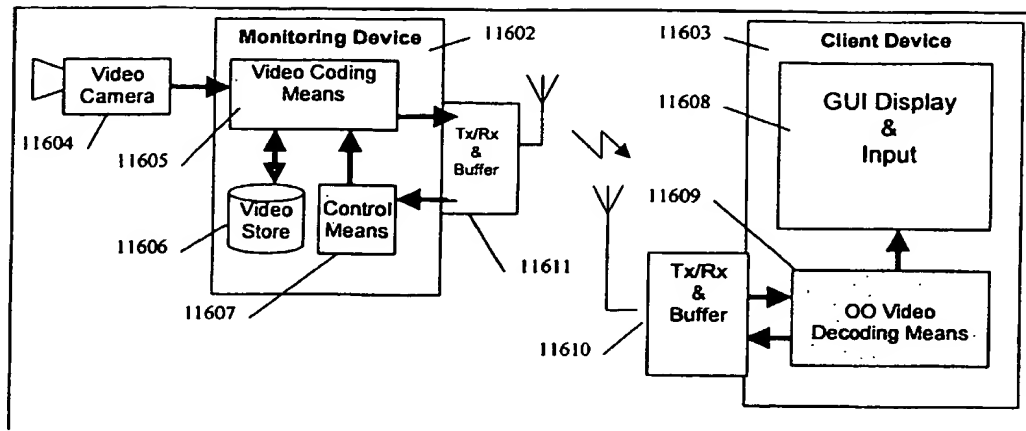 Monitoring Device
11602
11603
Client Device
Video
Camera
Video Coding
Means
11608
GUI Display
&
Input
11604
11605
Tx/Rx
&
Buffer
11609
Video
Store
Control
Means
11606
11611
Tx/Rx
&
Buffer
OO Video
Decoding Means
11607
11610